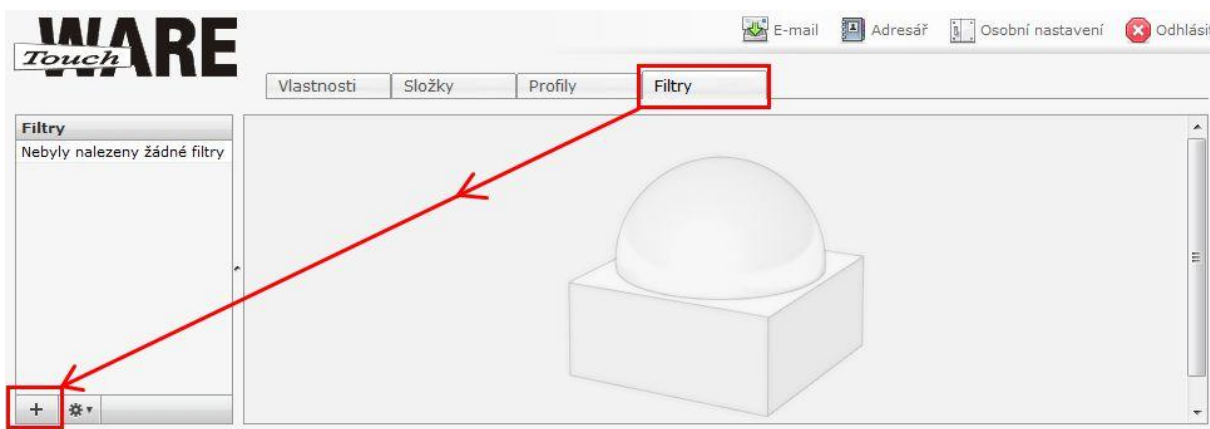 WARE
Touch
E-mail Adresář Osobní nastavení Odhlásit
Vlastnosti Složky Profily Filtry
Filtry
Nebyly nalezeny žádné filtry